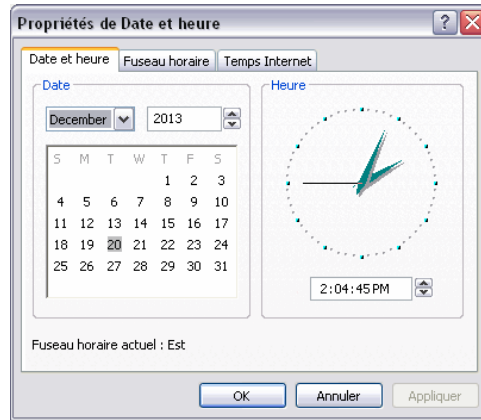 Propriétés de Date et heure
Date et heure Fuseau horaire Temps Internet
Date
December 2013
S M T W T F S
1 2 3
4 5 6 7 8 9 10
11 12 13 14 15 16 17
18 19 20 21 22 23 24
25 26 27 28 29 30 31
Heure
2:04:45 PM
Fuseau horaire actuel : Est
OK Annuler Appliquer